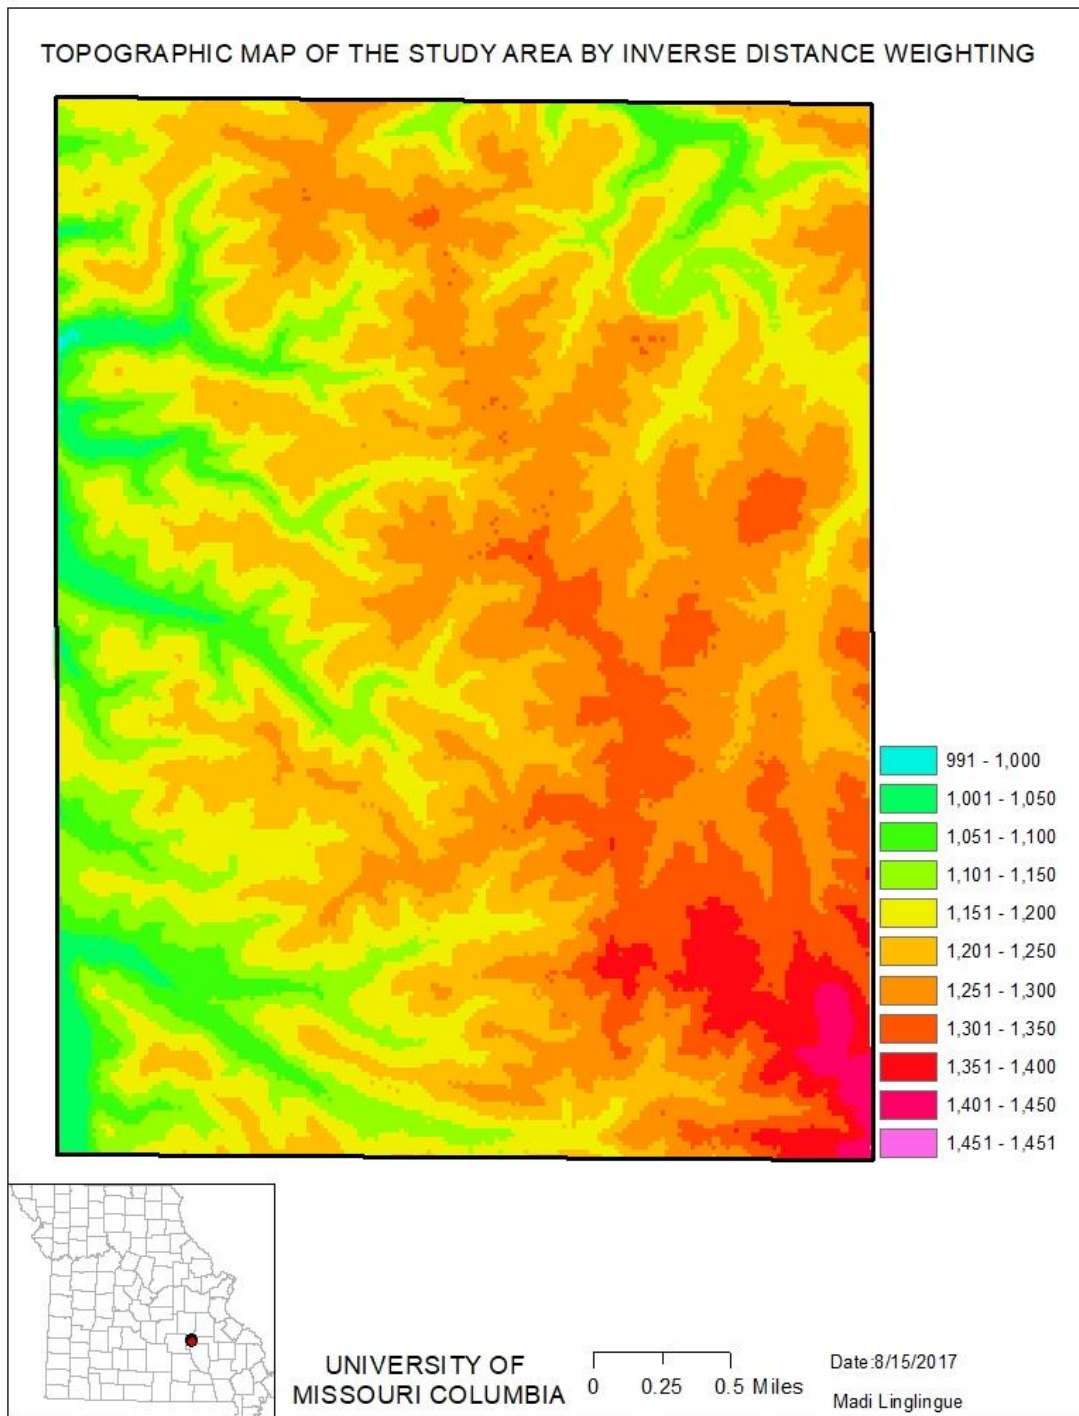 TOPOGRAPHIC MAP OF THE STUDY AREA BY INVERSE DISTANCE WEIGHTING
991 - 1,000
1,001 - 1,050
1,051 - 1,100
1,101 - 1,150
1,151 - 1,200
1,201 - 1,250
1,251 - 1,300
1,301 - 1,350
1,351 - 1,400
1,401 - 1,450
1,451 - 1,451
UNIVERSITY OF
MISSOURI COLUMBIA
0 0.25 0.5 Miles
Date:8/15/2017
Madi Linglingue